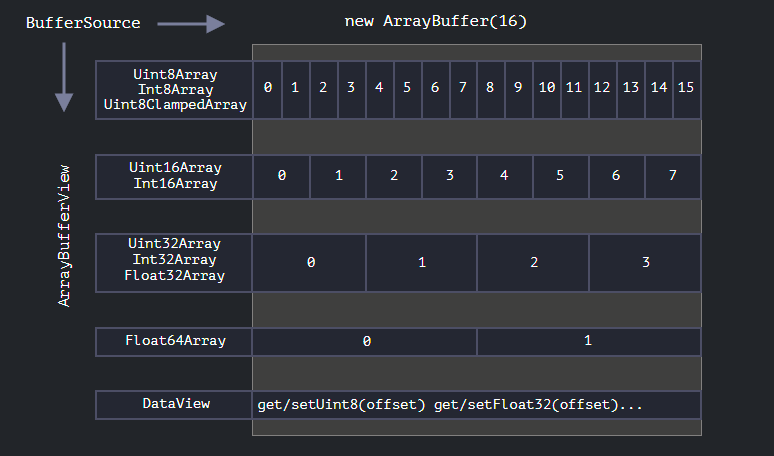 BufferSource
new ArrayBuffer(16)
ArrayBufferView
Uint8Array
Int8Array
Uint8ClampedArray
0 1 2 3 4 5 6 7 8 9 10 11 12 13 14 15
Uint16Array
Int16Array
0 1 2 3 4 5 6 7
Uint32Array
Int32Array
Float32Array
0 1 2 3
Float64Array
0 1
DataView
get/setUint8(offset) get/setFloat32(offset)...